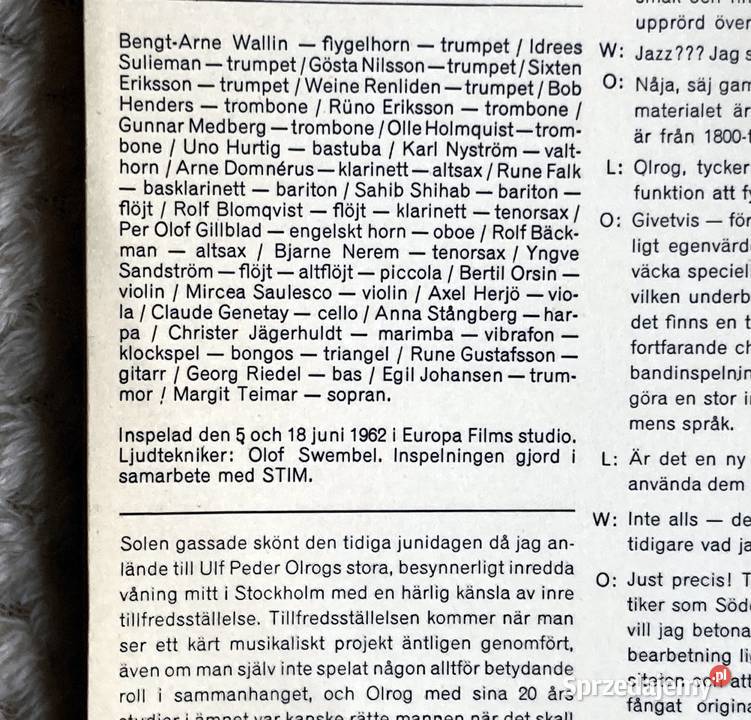 Bengt-Arne Wallin — flygelhorn — trumpet / Idrees
Sulieman — trumpet / Gösta Nilsson — trumpet / Sixten
Eriksson — trumpet / Weine Renliden — trumpet / Bob
Henders — trombone / Rüno Eriksson — trombone /
Gunnar Medberg — trombone / Olle Holmquist — trom-
bone / Uno Hurtig — bastuba / Karl Nyström — valt-
horn / Arne Domnérus — klarinett — altsax / Rune Falk
— basklarinett — bariton / Sahib Shihab — bariton —
flöjt / Rolf Blomqvist — flöjt — klarinett — tenorsax /
Per Olof Gillblad — engelskt horn — oboe / Rolf Bäck-
man — altsax / Bjarne Nerem — tenorsax / Yngve
Sandström — flöjt — altflöjt — piccola / Bertil Orsin —
violin / Mircea Saulesco — violin / Axel Herjö — vio-
la / Claude Genetay — cello / Anna Stångberg — har-
pa / Christer Jägerhuldt — marimba — vibrafon —
klockspel — bongos — triangel / Rune Gustafsson —
gitarr / Georg Riedel — bas / Egil Johansen — trum-
mor / Margit Teimar — sopran.
Inspelad den 5 och 18 juni 1962 i Europa Films studio.
Ljudtekniker: Olof Swembel. Inspelningen gjord i
samarbete med STIM.
Solen gassade skönt den tidiga junidagen då jag an-
lände till Ulf Peder Olrogs stora, besynnerligt inredda
våning mitt i Stockholm med en härlig känsla av inre
tillfredsställelse. Tillfredsställelsen kommer när man
ser ett kärt musikaliskt projekt äntligen genomfört,
även om man själv inte spelat någon alltför betydande
roll i sammanhanget, och Olrog med sina 20 års
upprörd över
W: Jazz??? Jag s
O: Nåja, säj gam
materialet är
är från 1800-t
L: Olrog, tycker
funktion att fy
O: Givetvis — för
ligt egenvärd
väcka speciel
vilken underb
det finns en t
fortfarande ch
bandinspelnin
göra en stor i
mens språk.
L: Är det en ny
använda dem
W: Inte alls — de
tidigare vad ja
O: Just precis! T
tiker som Söde
vill jag betona
bearbetning li
citaten och att
fångat origina
Sprzedajemy.pl